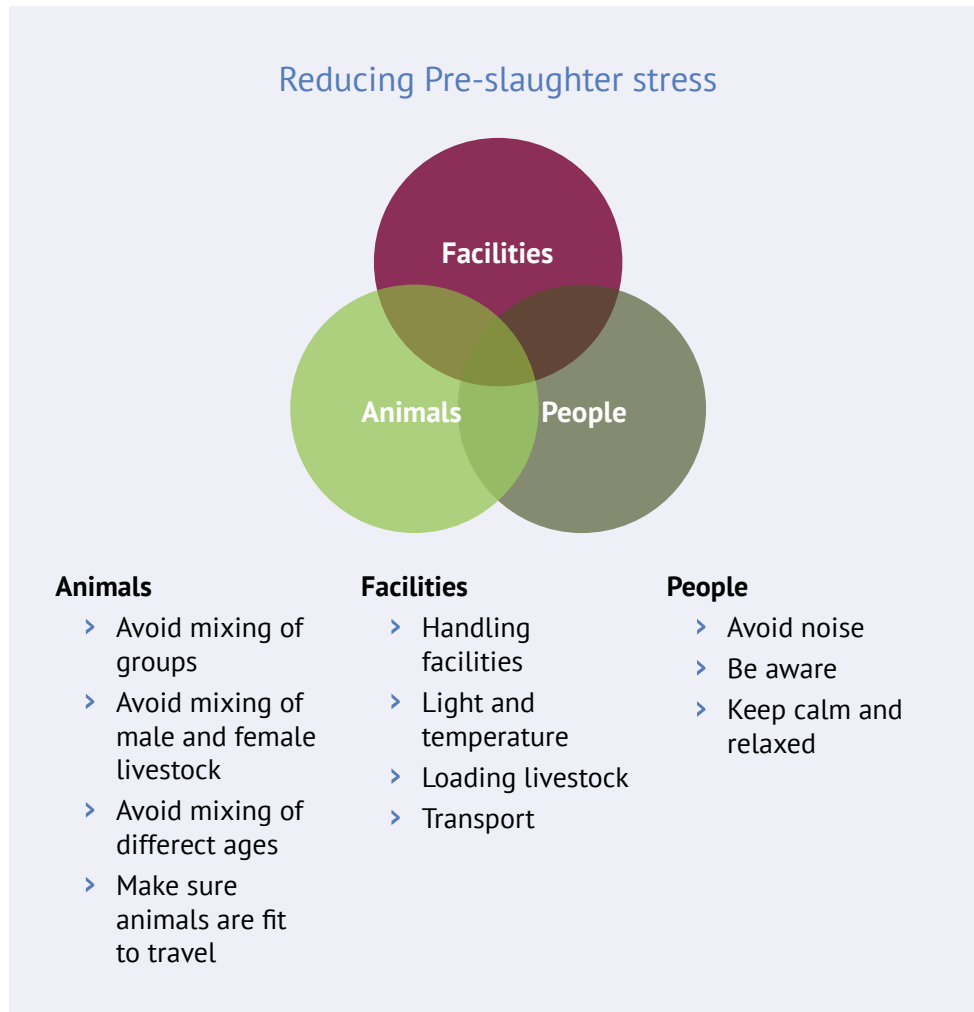 Reducing Pre-slaughter stress
Facilities
Animals
People
Animals
> Avoid mixing of
groups
> Avoid mixing of
male and female
livestock
> Avoid mixing of
differect ages
> Make sure
animals are fit
to travel
Facilities
> Handling
facilities
> Light and
temperature
> Loading livestock
> Transport
People
> Avoid noise
> Be aware
> Keep calm and
relaxed